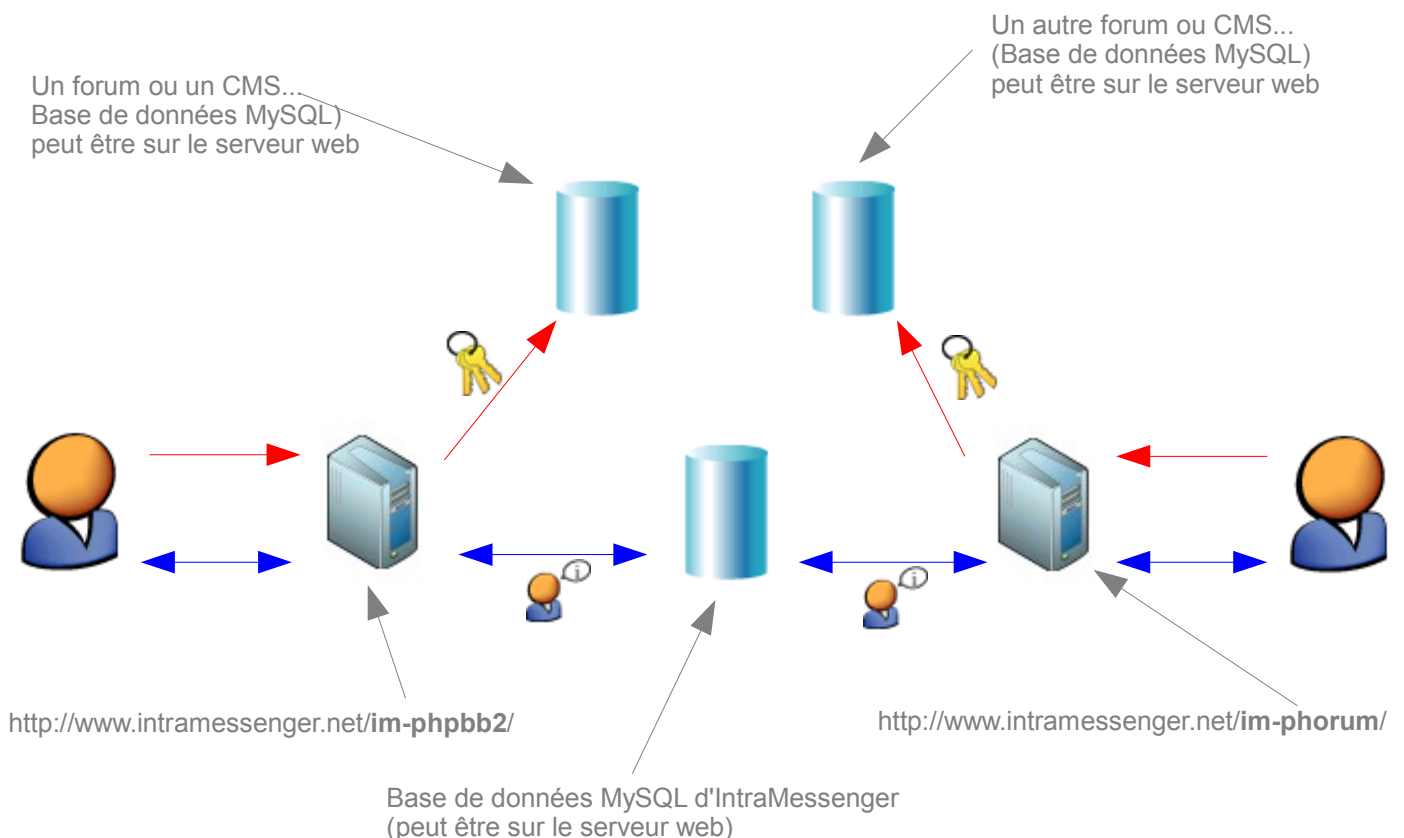 Un autre forum ou CMS...
(Base de données MySQL)
peut être sur le serveur web
Un forum ou un CMS...
Base de données MySQL)
peut être sur le serveur web
http://www.intramessenger.net/im-phpbb2/
http://www.intramessenger.net/im-phorum/
Base de données MySQL d'IntraMessenger
(peut être sur le serveur web)